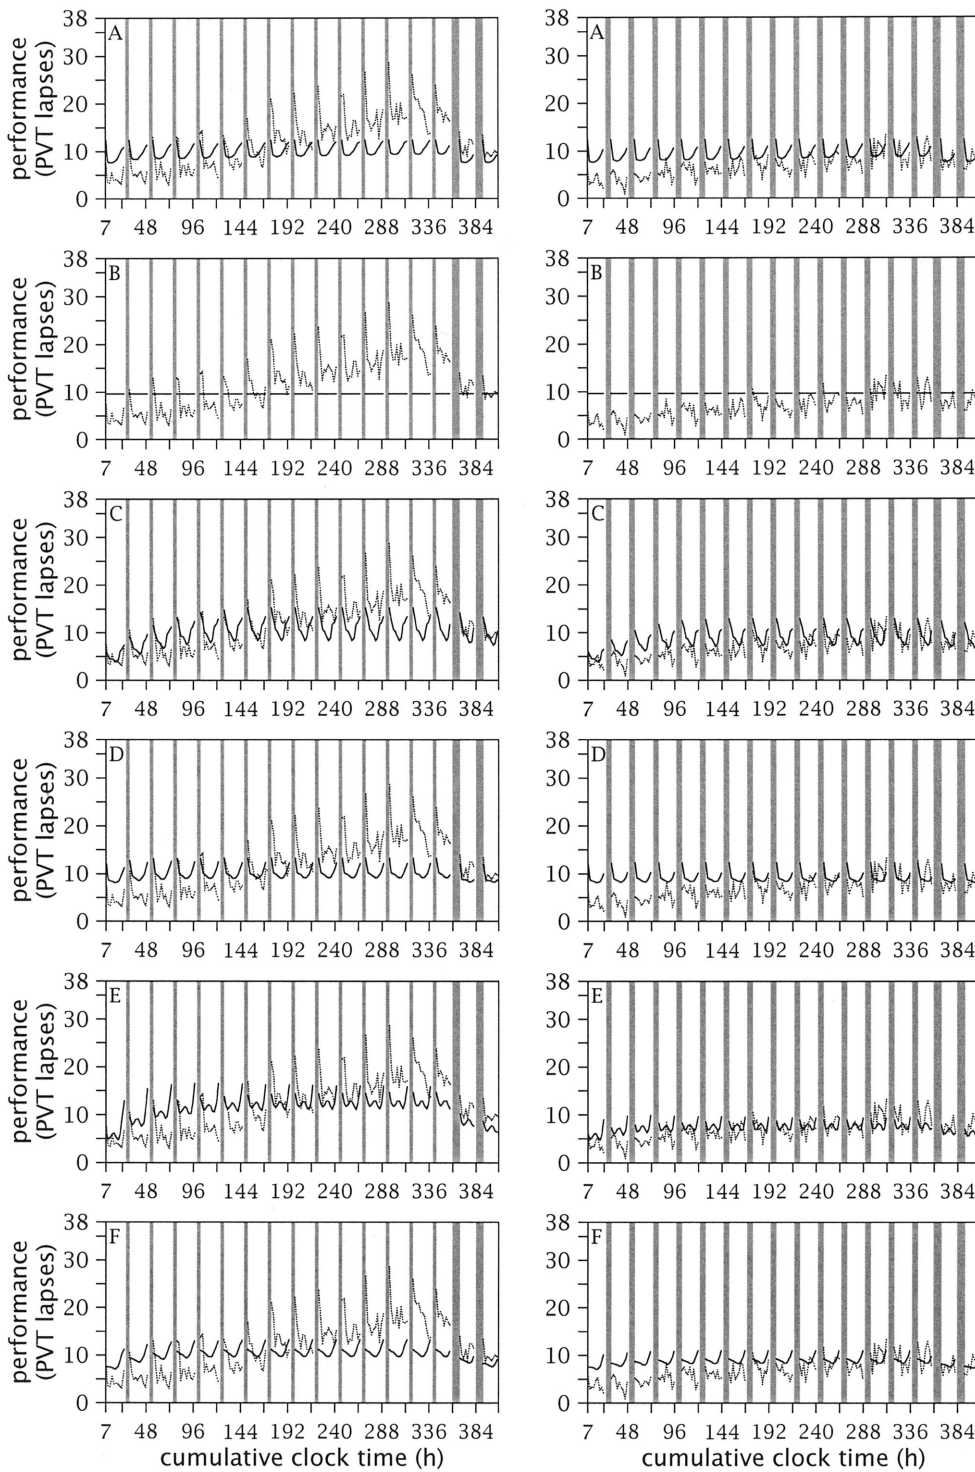 38 A 38 A
30 30
20 20
10 10
0 0
7 48 96 144 192 240 288 336 384 7 48 96 144 192 240 288 336 384
performance
(PVT lapses)
38 B 38 B
30 30
20 20
10 10
0 0
7 48 96 144 192 240 288 336 384 7 48 96 144 192 240 288 336 384
performance
(PVT lapses)
38 C 38 C
30 30
20 20
10 10
0 0
7 48 96 144 192 240 288 336 384 7 48 96 144 192 240 288 336 384
performance
(PVT lapses)
38 D 38 D
30 30
20 20
10 10
0 0
7 48 96 144 192 240 288 336 384 7 48 96 144 192 240 288 336 384
performance
(PVT lapses)
38 E 38 E
30 30
20 20
10 10
0 0
7 48 96 144 192 240 288 336 384 7 48 96 144 192 240 288 336 384
performance
(PVT lapses)
38 F 38 F
30 30
20 20
10 10
0 0
7 48 96 144 192 240 288 336 384 7 48 96 144 192 240 288 336 384
performance
(PVT lapses)
cumulative clock time (h) cumulative clock time (h)